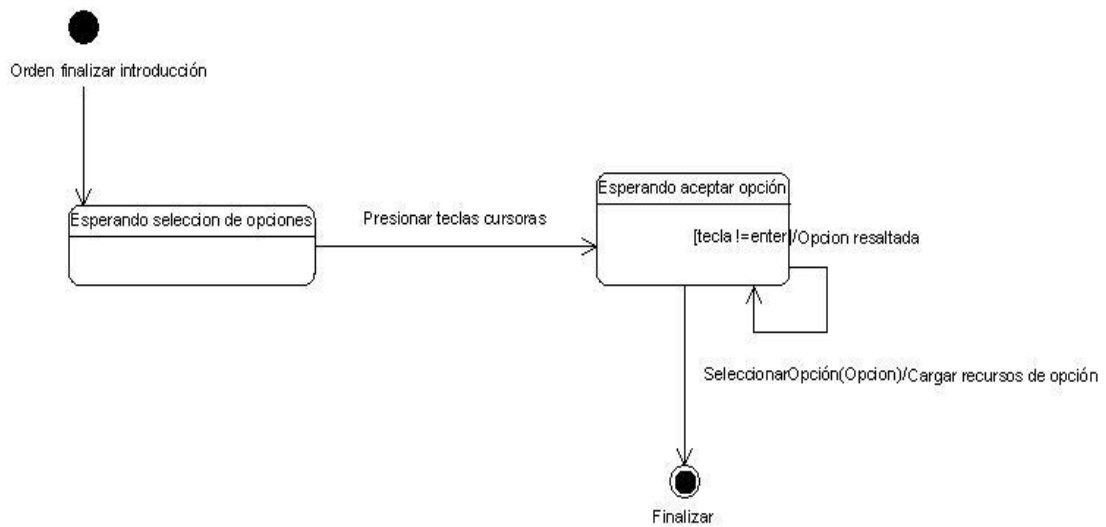 Orden finalizar introducción
Esperando seleccion de opciones
Presionar teclas cursoras
Esperando aceptar opción
[tecla !=enter]/Opcion resaltada
SeleccionarOpción(Opcion)/Cargar recursos de opción
Finalizar